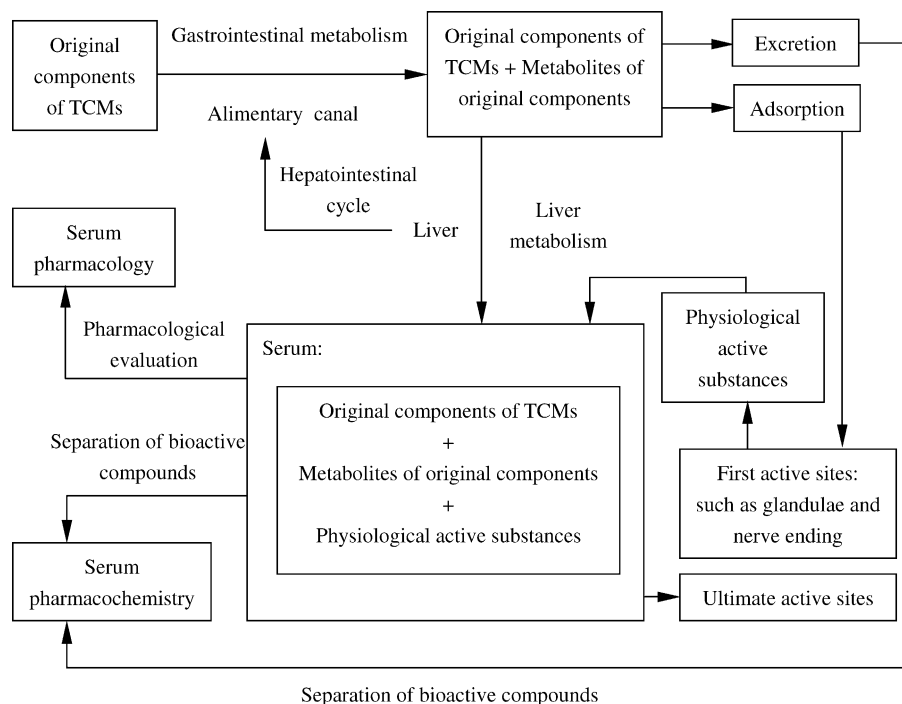 Original
components
of TCMs
Gastrointestinal metabolism
Original components of
TCMs + Metabolites of
original components
Excretion
Adsorption
Alimentary canal
Hepatointestinal
cycle
Liver
Liver
metabolism
Serum
pharmacology
Pharmacological
evaluation
Physiological
active
substances
Serum:
Original components of TCMs
+
Metabolites of original components
+
Physiological active substances
Separation of bioactive
compounds
First active sites:
such as glandulae and
nerve ending
Serum
pharmacochemistry
Ultimate active sites
Separation of bioactive compounds